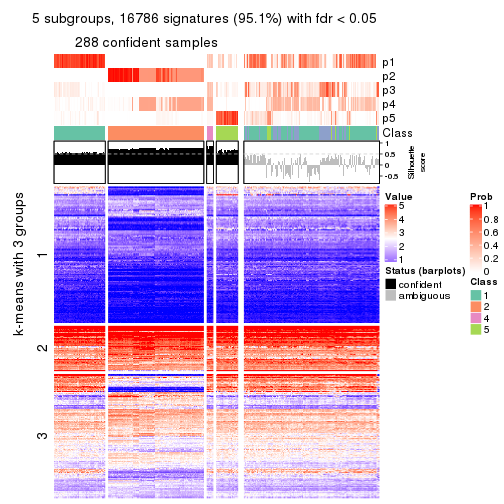 5 subgroups, 16786 signatures (95.1%) with fdr < 0.05
288 confident samples
p1
p2
p3
p4
p5
Class
1
0.5
0
-0.5
Silhouette
score
k-means with 3 groups
1
2
3
Value
5
4
3
2
1
Status (barplots)
confident
ambiguous
Prob
1
0.8
0.6
0.4
0.2
0
Class
1
2
4
5